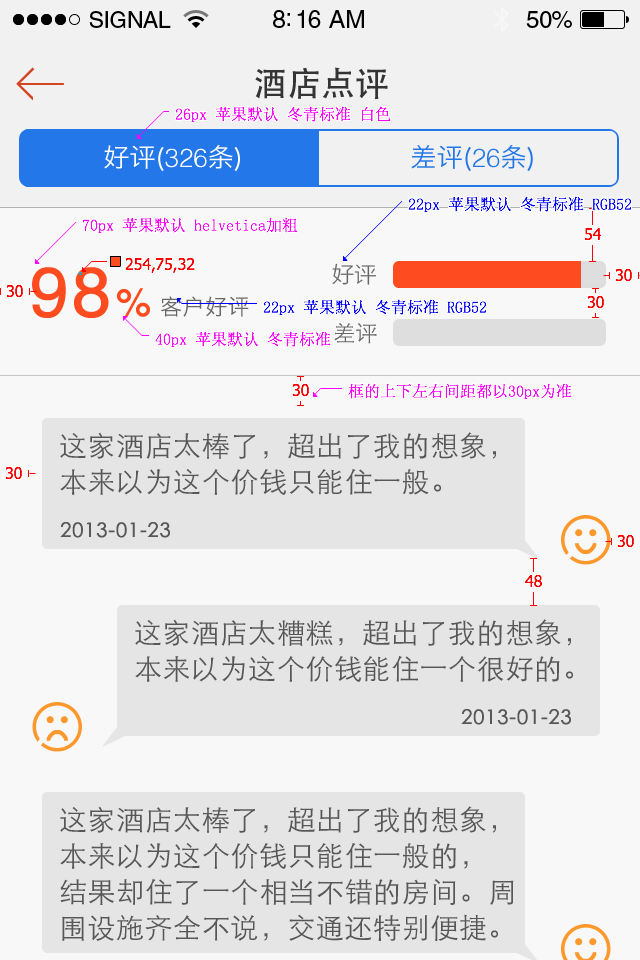 SIGNAL 8:16 AM 50%
酒店点评
26px 苹果默认 冬青标准 白色
好评(326条) 差评(26条)
22px 苹果默认 冬青标准 RGB52
70px 苹果默认 helvetica加粗
54
254,75,32
好评
30
30
98% 客户好评
30
22px 苹果默认 冬青标准 RGB52
差评
40px 苹果默认 冬青标准
30
框的上下左右间距都以30px为准
这家酒店太棒了，超出了我的想象，
本来以为这个价钱只能住一般。
30
2013-01-23
30
48
这家酒店太糟糕，超出了我的想象，
本来以为这个价钱能住一个很好的。
2013-01-23
这家酒店太棒了，超出了我的想象，
本来以为这个价钱只能住一般的，
结果却住了一个相当不错的房间。周
围设施齐全不说，交通还特别便捷。